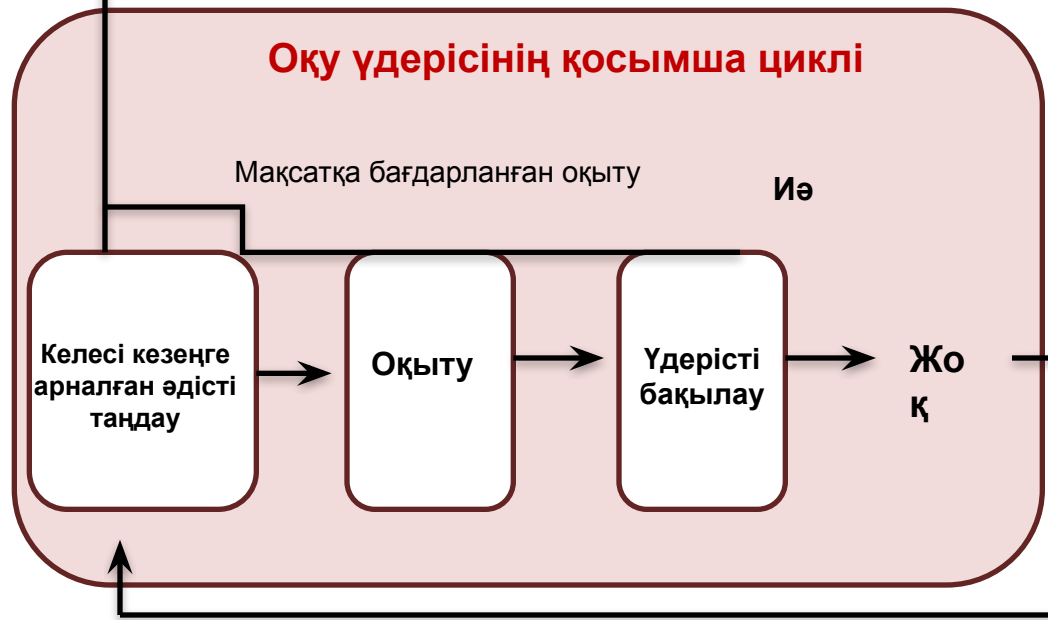 Оқу үдерісінің қосымша циклі
Мақсатқа бағдарланған оқыту
Иә
Келесі кезеңге
арналған әдісті
таңдау
Оқыту
Үдерісті
бақылау
Жо
қ